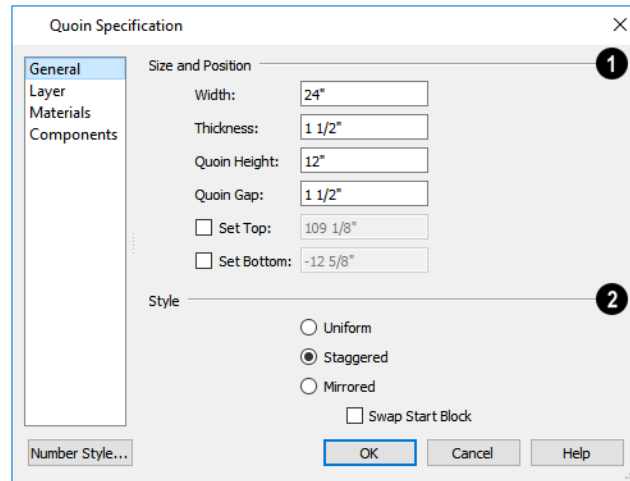 Quoin Specification
General
Layer
Materials
Components
Size and Position
1
Width: 24"
Thickness: 1 1/2"
Quoin Height: 12"
Quoin Gap: 1 1/2"
Set Top: 109 1/8"
Set Bottom: -12 5/8"
Style
2
Uniform
Staggered
Mirrored
Swap Start Block
Number Style... OK Cancel Help